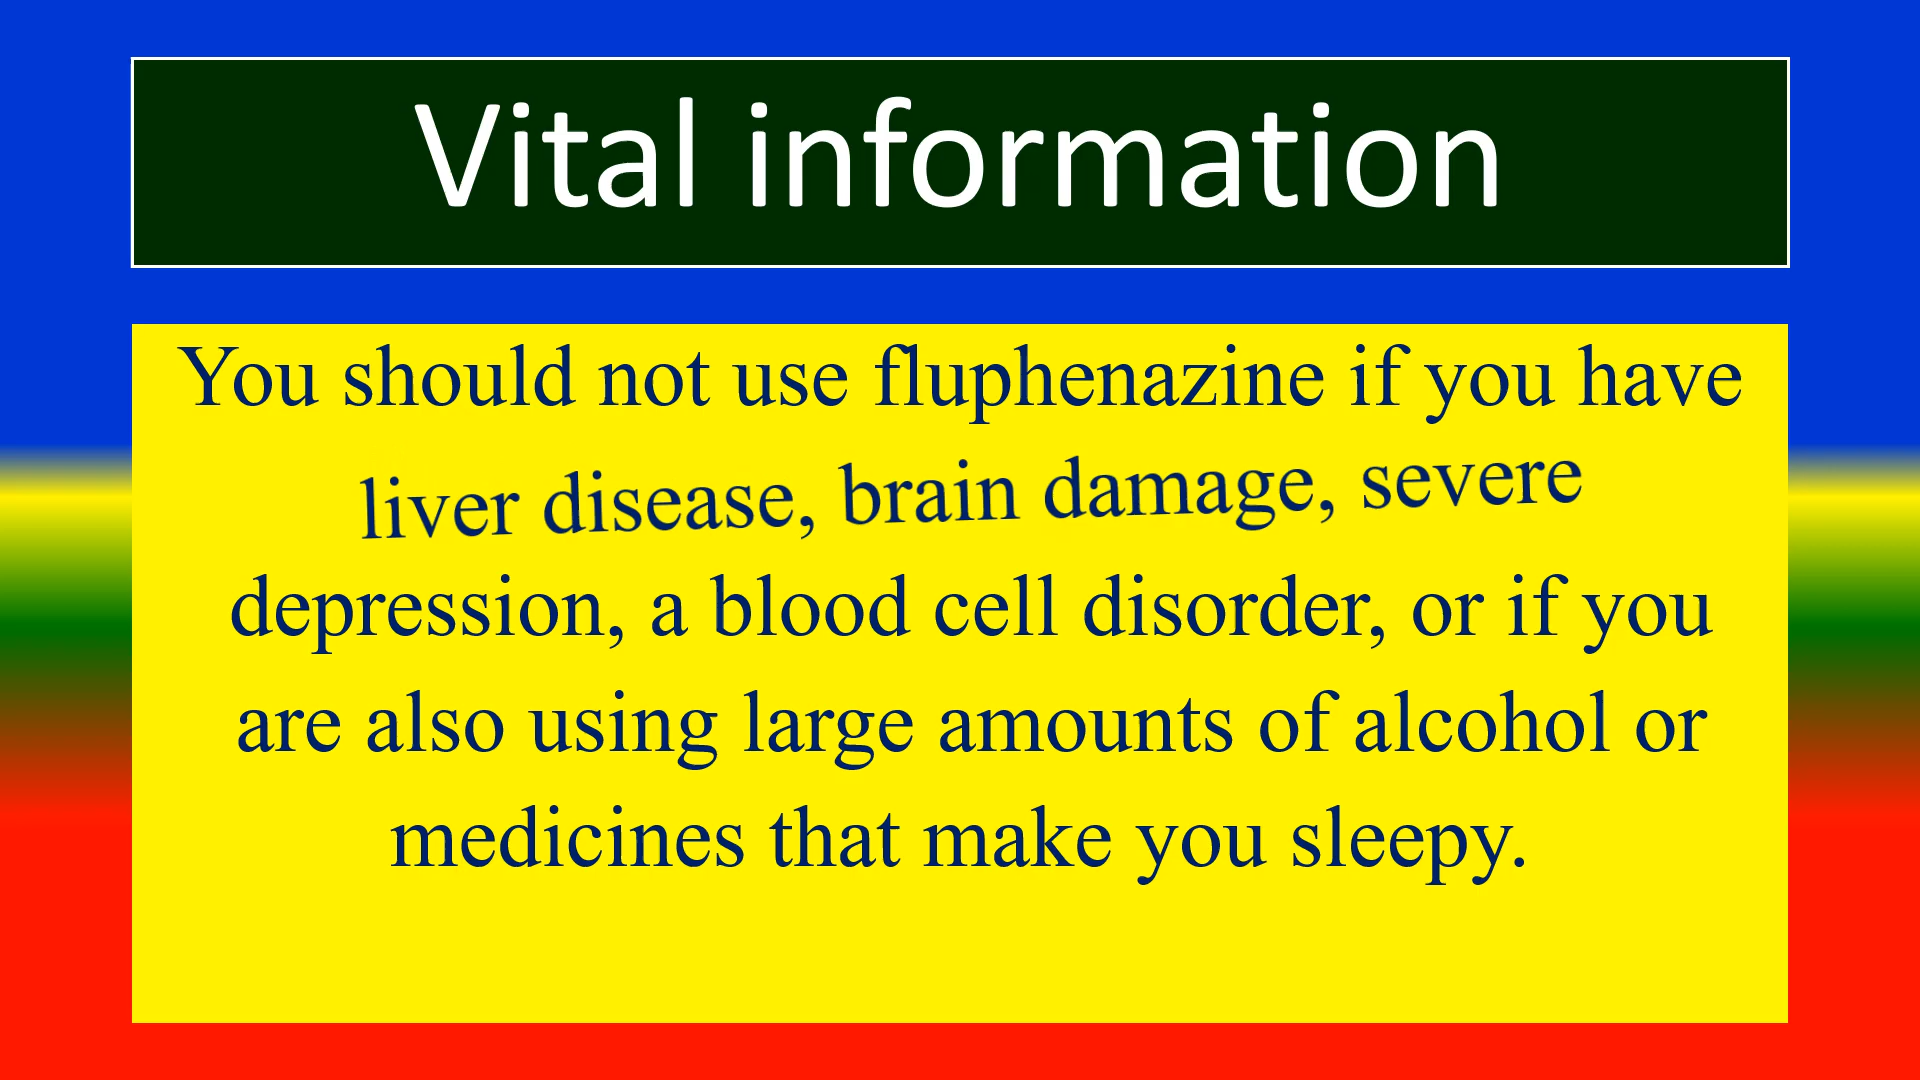 Vital information
You should not use fluphenazine if you have
liver disease, brain damage, severe
depression, a blood cell disorder, or if you
are also using large amounts of alcohol or
medicines that make you sleepy.